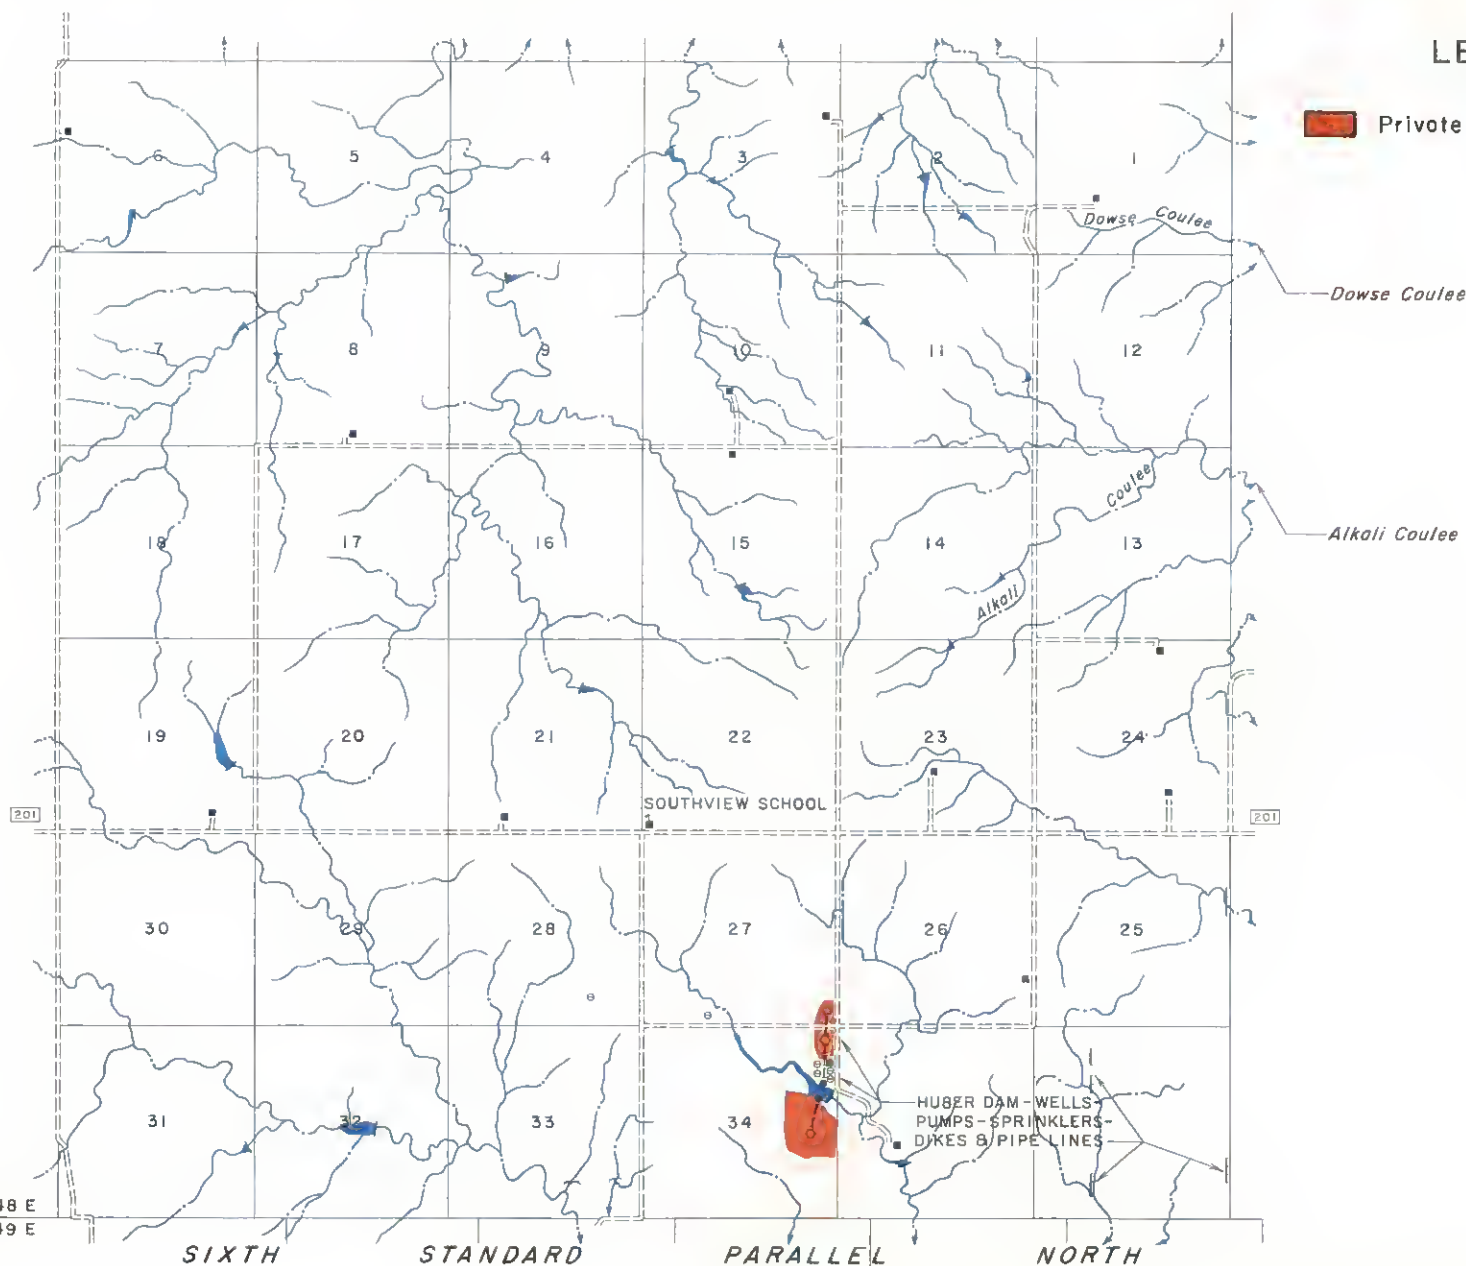 LE
Private
6 5 4 3 2 1
Dowse Coulee
Dowse Coulee
7 8 9 10 11 12
Coulee
Alkali Coulee
18 17 16 15 14 13
Alkali
19 20 21 22 23 24
SOUTHVIEW SCHOOL
201
201
30 29 28 27 26 25
HUBER DAM-WELLS-
PUMPS-SPRINKLERS-
DIKES & PIPE LINES
31 32 33 34
48 E
49 E
SIXTH STANDARD PARALLEL NORTH